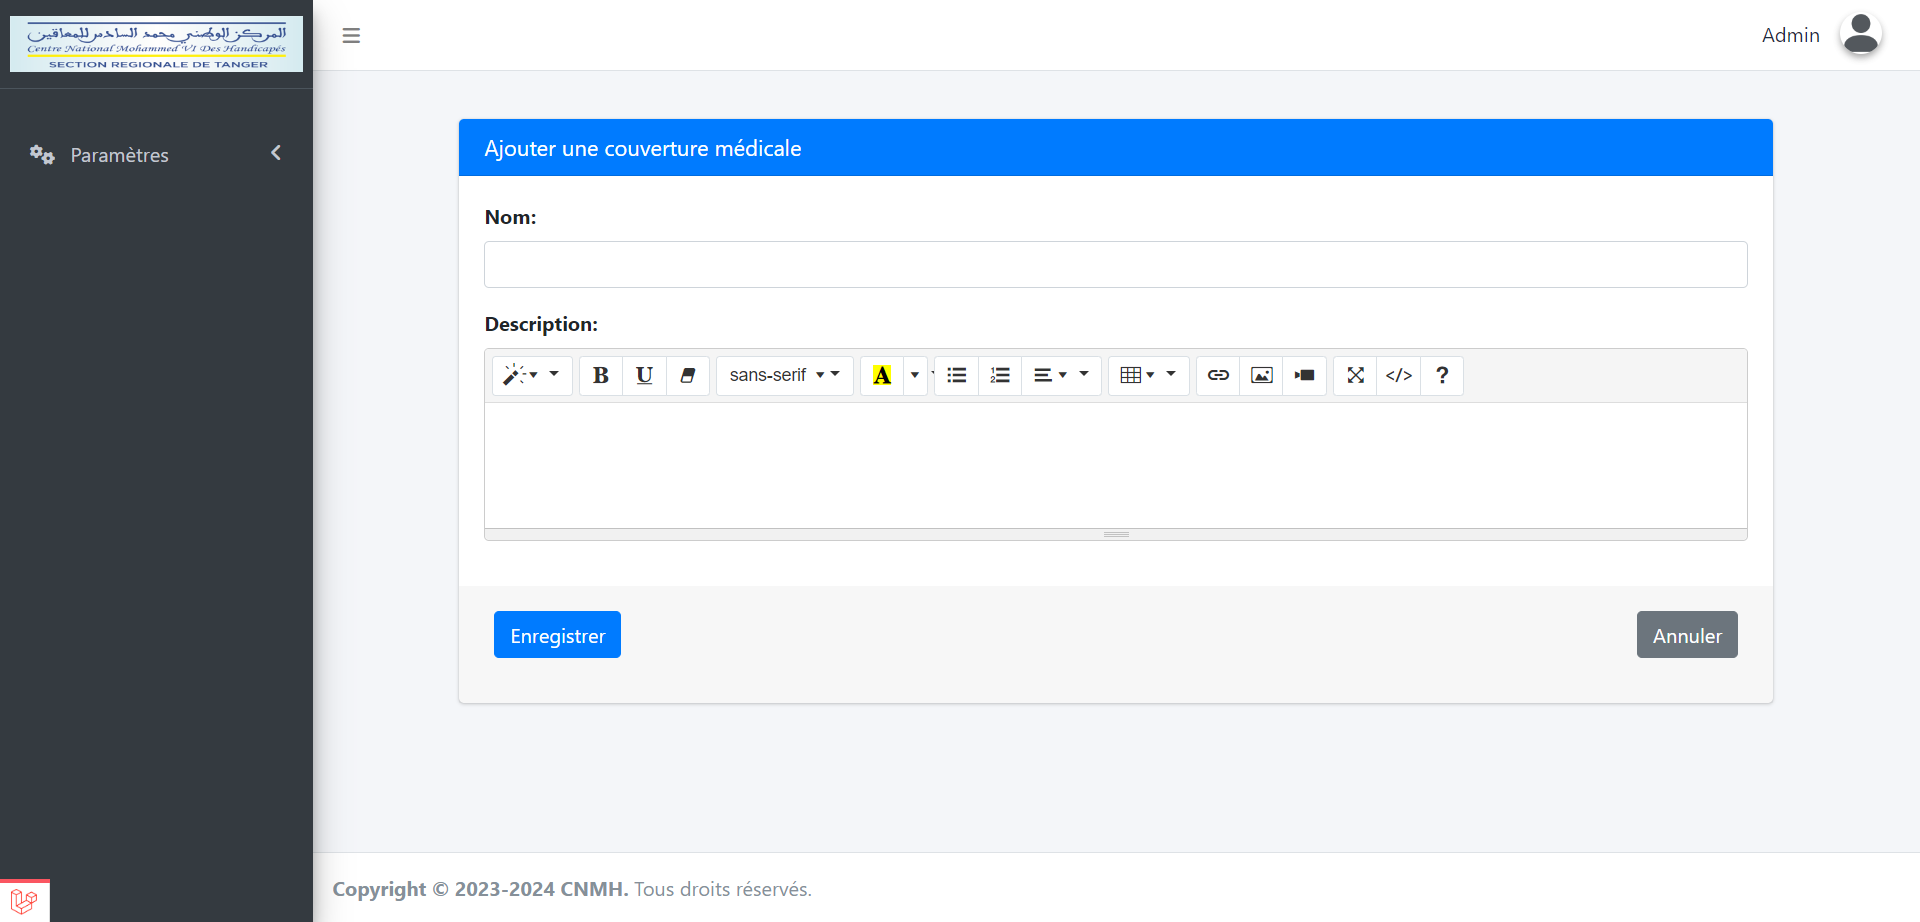 المركز الوطني محمد السادس للمعاقين
Centre National Mohammed VI Des Handicapés
SECTION REGIONALE DE TANGER
Admin
Paramètres
Ajouter une couverture médicale
Nom:
Description:
B U sans-serif A </> ?
Enregistrer
Annuler
Copyright © 2023-2024 CNMH. Tous droits réservés.